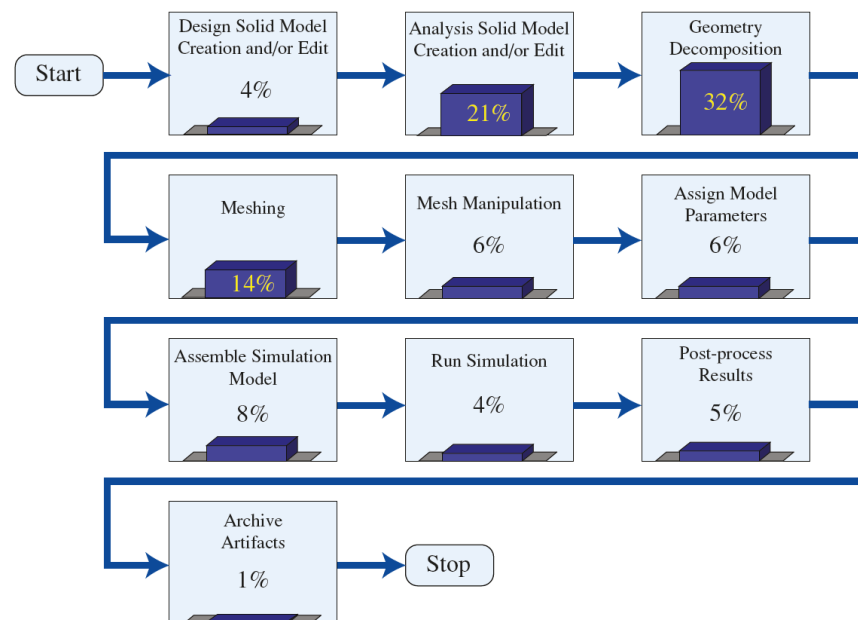 Start
Design Solid Model
Creation and/or Edit
4%
Analysis Solid Model
Creation and/or Edit
21%
Geometry
Decomposition
32%
Meshing
14%
Mesh Manipulation
6%
Assign Model
Parameters
6%
Assemble Simulation
Model
8%
Run Simulation
4%
Post-process
Results
5%
Archive
Artifacts
1%
Stop